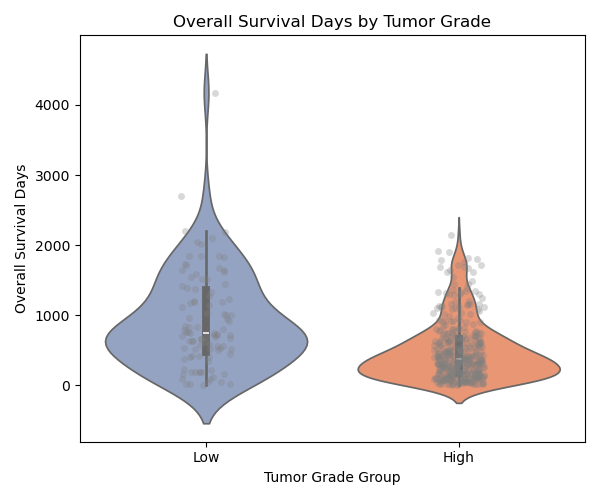 Overall Survival Days by Tumor Grade
Overall Survival Days
4000
3000
2000
1000
0
Low
High
Tumor Grade Group